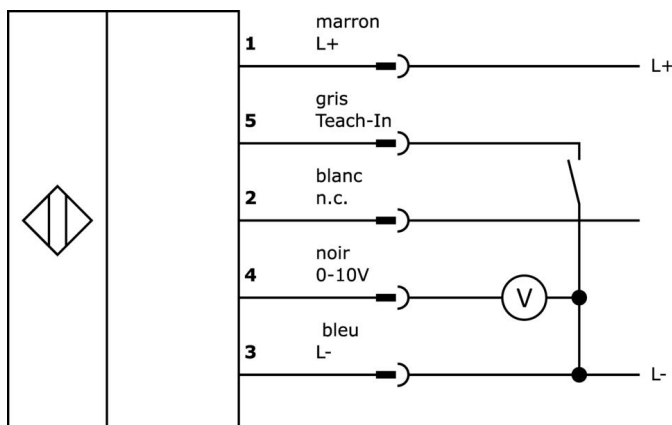 marron
1 L+ L+
gris
5 Teach-In
blanc
2 n.c.
noir
4 0-10V
V
bleu
3 L- L-